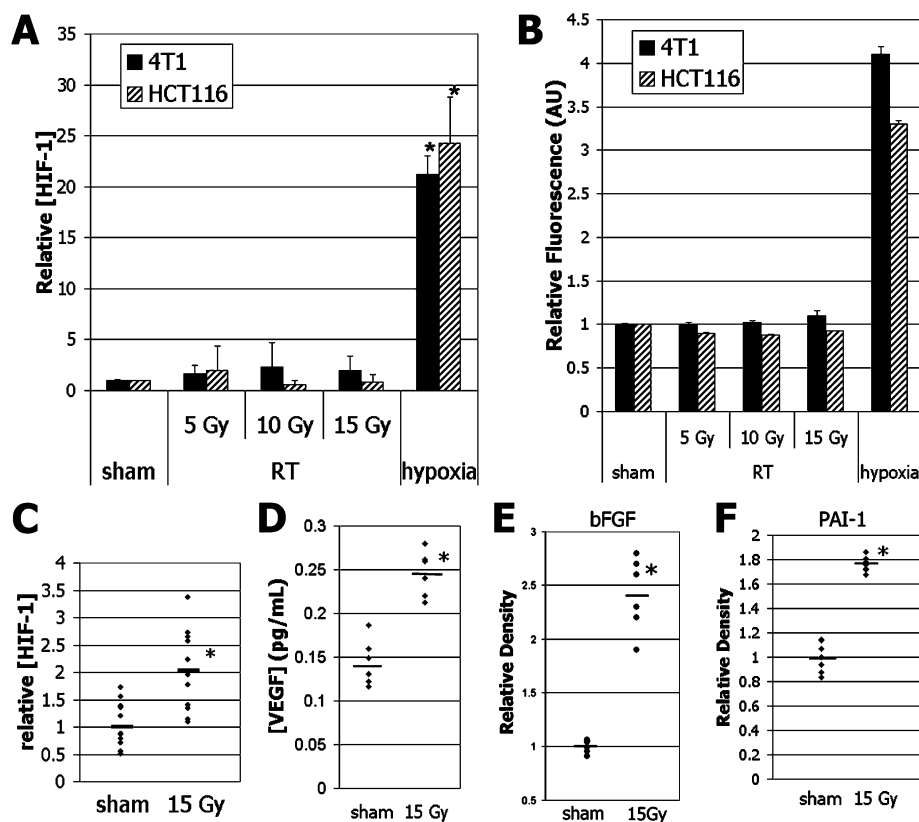 A
35
30
25
20
15
10
5
0
Relative [HIF-1]
4T1
HCT116
*
*
5 Gy
10 Gy
15 Gy
sham
RT
hypoxia
B
4.5
4
3.5
3
2.5
2
1.5
1
0.5
0
Relative Fluorescence (AU)
4T1
HCT116
5 Gy
10 Gy
15 Gy
sham
RT
hypoxia
C
4
3.5
3
2.5
2
1.5
1
0.5
0
relative [HIF-1]
*
sham
15 Gy
D
0.3
0.25
0.2
0.15
0.1
0.05
0
[VEGF] (pg/mL)
*
sham
15 Gy
E
bFGF
3
2.5
2
1.5
1
0.5
Relative Density
*
sham
15Gy
F
PAI-1
2
1.8
1.6
1.4
1.2
1
0.8
0.6
0.4
0.2
0
Relative Density
*
sham
15 Gy